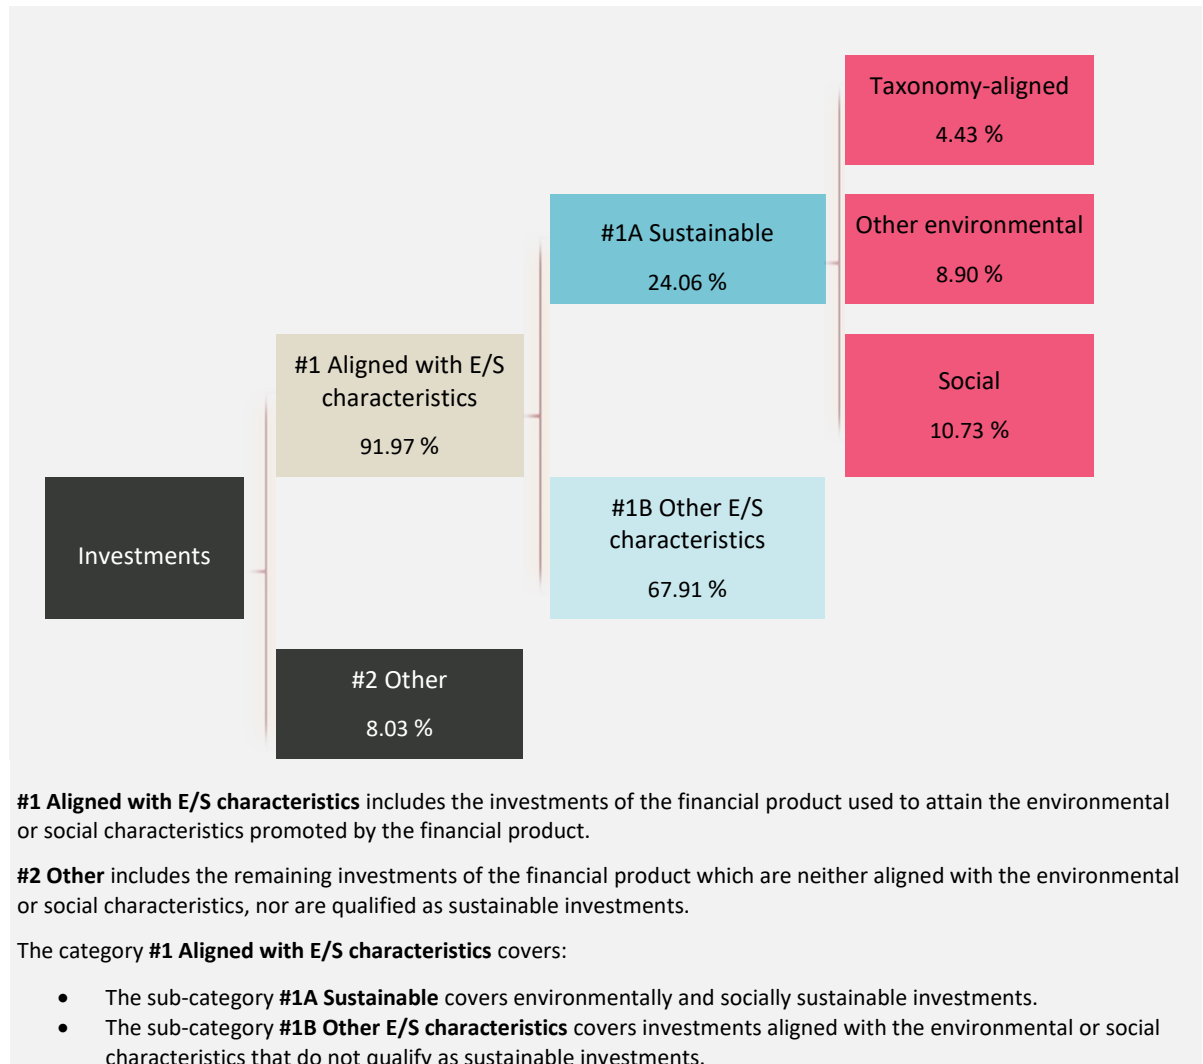 Taxonomy-aligned
4.43 %
#1A Sustainable
24.06 %
Other environmental
8.90 %
#1 Aligned with E/S
characteristics
91.97 %
Social
10.73 %
Investments
#1B Other E/S
characteristics
67.91 %
#2 Other
8.03 %
#1 Aligned with E/S characteristics includes the investments of the financial product used to attain the environmental
or social characteristics promoted by the financial product.
#2 Other includes the remaining investments of the financial product which are neither aligned with the environmental
or social characteristics, nor are qualified as sustainable investments.
The category #1 Aligned with E/S characteristics covers:
• The sub-category #1A Sustainable covers environmentally and socially sustainable investments.
• The sub-category #1B Other E/S characteristics covers investments aligned with the environmental or social
characteristics that do not qualify as sustainable investments.